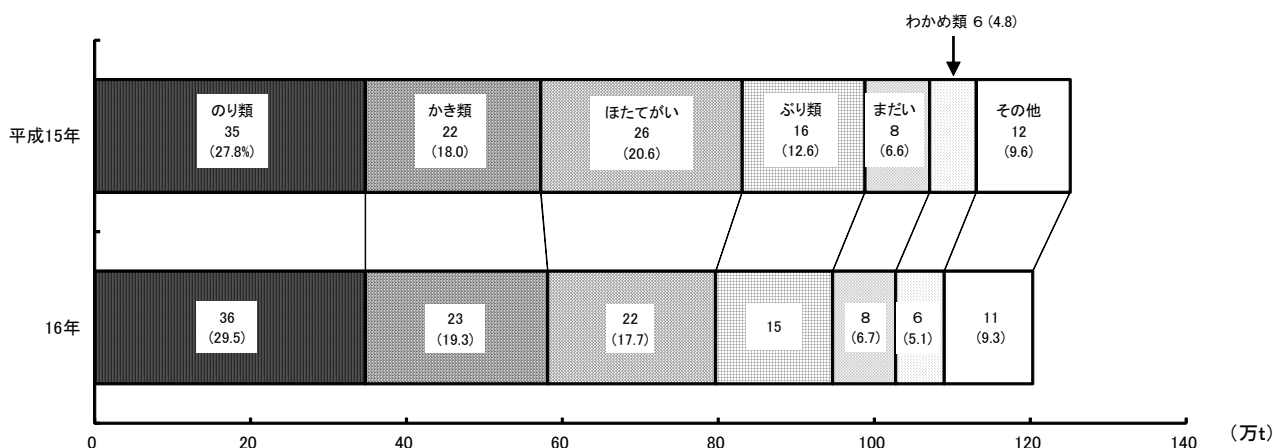 わかめ類 6 (4.8)
平成15年
のり類
35
(27.8%)
かき類
22
(18.0)
ほたてがい
26
(20.6)
ぶり類
16
(12.6)
まだい
8
(6.6)
その他
12
(9.6)
16年
36
(29.5)
23
(19.3)
22
(17.7)
15
8
(6.7)
6
(5.1)
11
(9.3)
0 20 40 60 80 100 120 140 (万t)